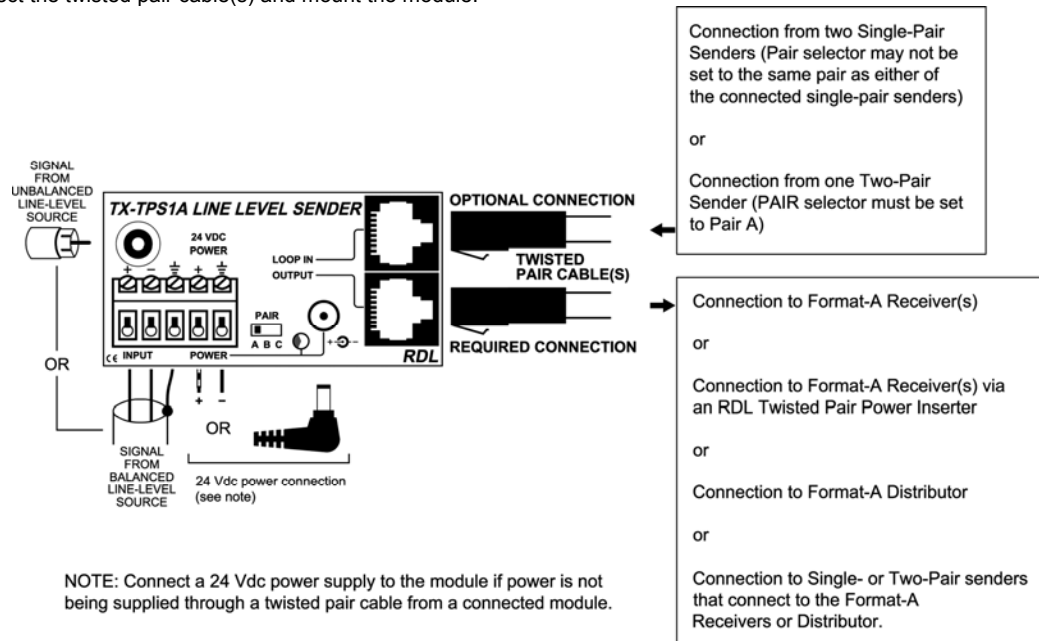 ect the twisted pair cable(s) and mount the module.
Connection from two Single-Pair
Senders (Pair selector may not be
set to the same pair as either of
the connected single-pair senders)
or
Connection from one Two-Pair
Sender (PAIR selector must be set
to Pair A)
SIGNAL
FROM
UNBALANCED
LINE-LEVEL
SOURCE
OR
TX-TPS1A LINE LEVEL SENDER
24 VDC
POWER
+ − + 
LOOP IN
OUTPUT
PAIR
A B C
+ -
CE INPUT POWER
RDL
OPTIONAL CONNECTION
TWISTED
PAIR CABLE(S)
REQUIRED CONNECTION
+ −
OR
SIGNAL
FROM
BALANCED
LINE-LEVEL
SOURCE
24 Vdc power connection
(see note)
Connection to Format-A Receiver(s)
or
Connection to Format-A Receiver(s) via
an RDL Twisted Pair Power Inserter
or
Connection to Format-A Distributor
or
Connection to Single- or Two-Pair senders
that connect to the Format-A
Receivers or Distributor.
NOTE: Connect a 24 Vdc power supply to the module if power is not
being supplied through a twisted pair cable from a connected module.